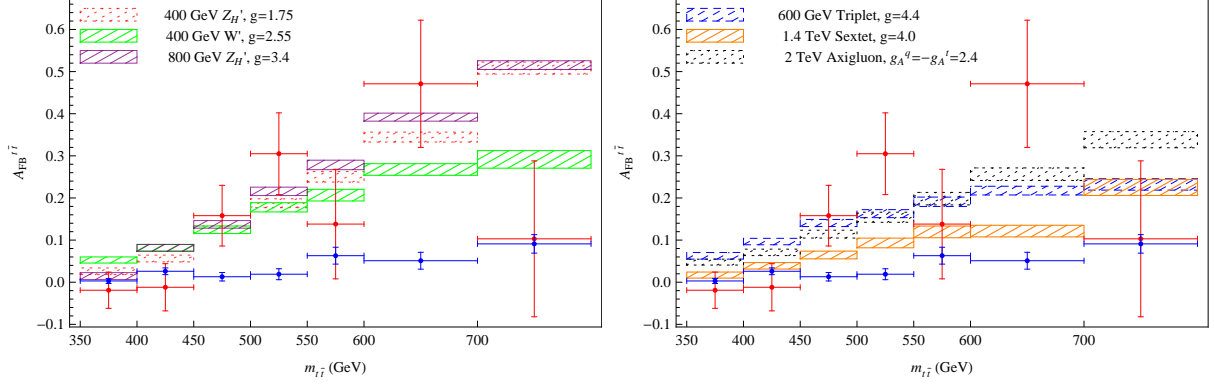 400 GeV Z_H', g=1.75
400 GeV W', g=2.55
800 GeV Z_H', g=3.4
A_FB^{t t̄}
0.6
0.5
0.4
0.3
0.2
0.1
0.0
−0.1
350 400 450 500 550 600 700
m_{t t̄} (GeV)
600 GeV Triplet, g=4.4
1.4 TeV Sextet, g=4.0
2 TeV Axigluon, g_A^q=−g_A^t=2.4
A_FB^{t t̄}
0.6
0.5
0.4
0.3
0.2
0.1
0.0
−0.1
350 400 450 500 550 600 700
m_{t t̄} (GeV)